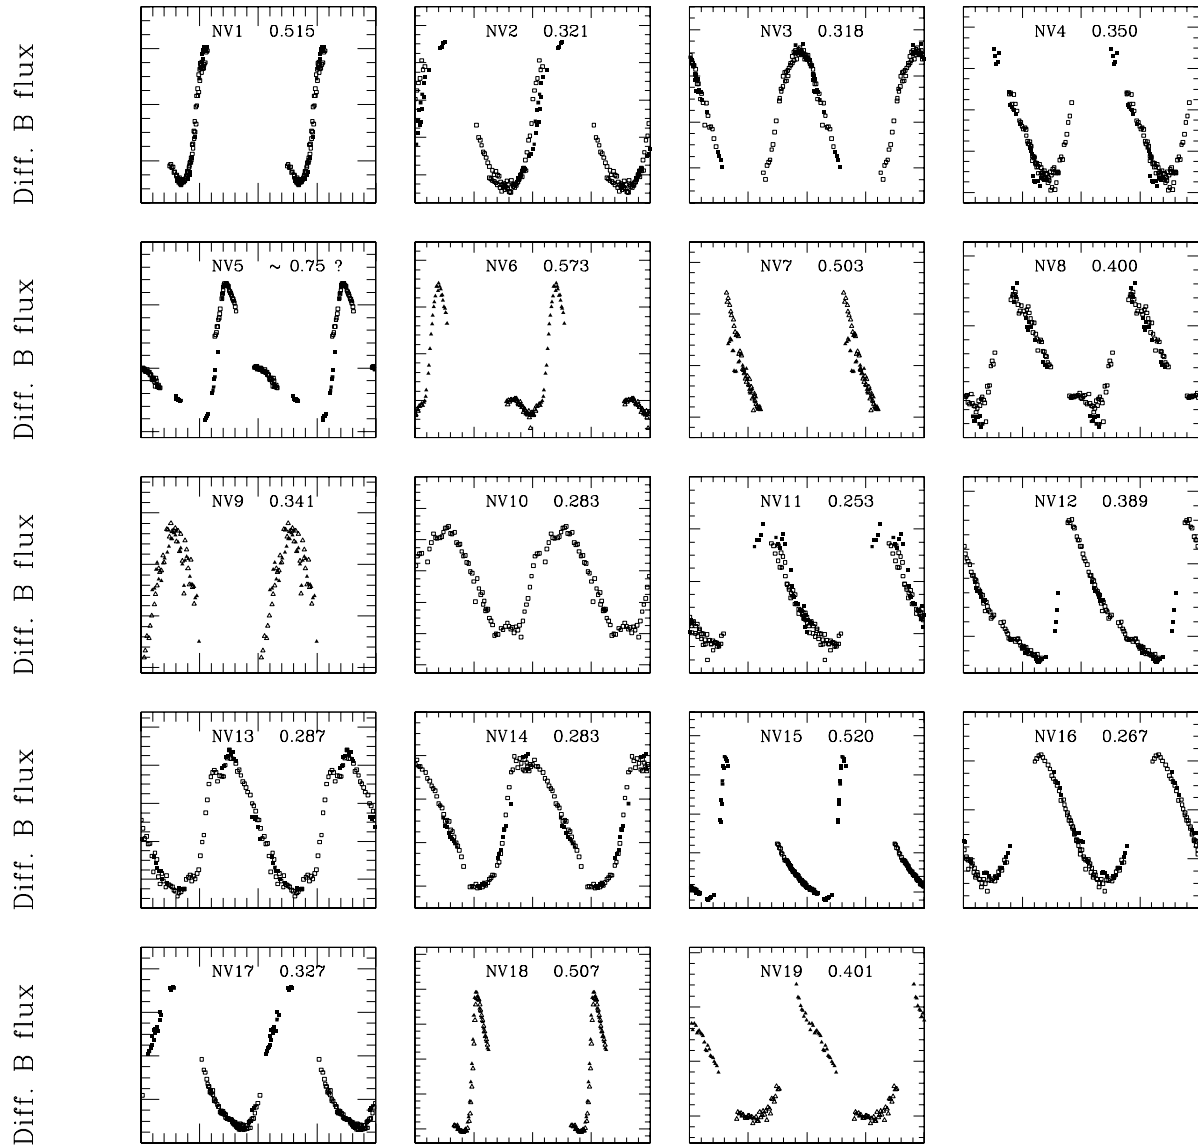 Diff. B flux
NV1 0.515
NV2 0.321
NV3 0.318
NV4 0.350
Diff. B flux
NV5 ~ 0.75 ?
NV6 0.573
NV7 0.503
NV8 0.400
Diff. B flux
NV9 0.341
NV10 0.283
NV11 0.253
NV12 0.389
Diff. B flux
NV13 0.287
NV14 0.283
NV15 0.520
NV16 0.267
Diff. B flux
NV17 0.327
NV18 0.507
NV19 0.401